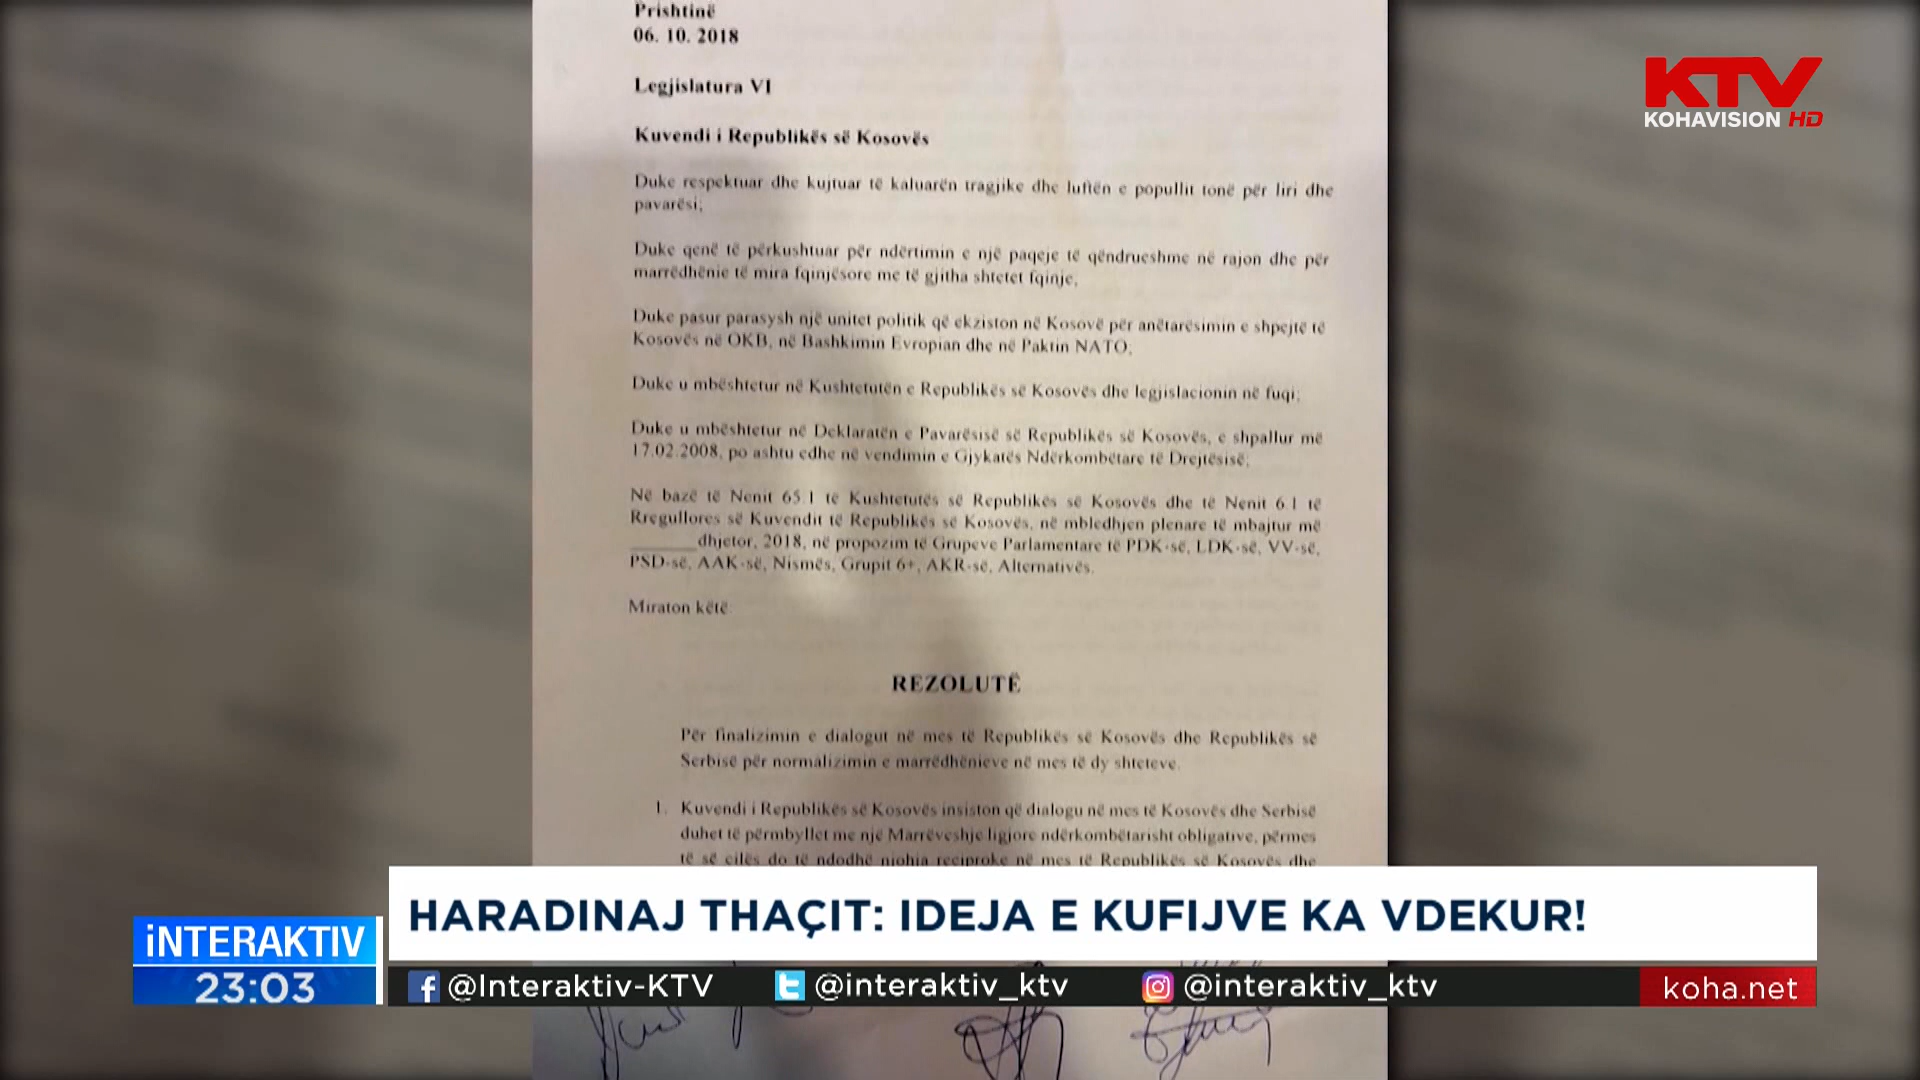 Prishtinë
06. 10. 2018
Legjislatura VI
Kuvendi i Republikës së Kosovës
Duke respektuar dhe kujtuar të kaluarën tragjike dhe luftën e popullit tonë për liri dhe
pavarësi;
Duke qenë të përkushtuar për ndërtimin e një paqeje të qëndrueshme në rajon dhe për
marrëdhënie të mira fqinjësore me të gjitha shtetet fqinje;
Duke pasur parasysh një unitet politik që ekziston në Kosovë për anëtarësimin e shpejtë të
Kosovës në OKB, në Bashkimin Evropian dhe në Paktin NATO;
Duke u mbështetur në Kushtetutën e Republikës së Kosovës dhe legjislacionin në fuqi;
Duke u mbështetur në Deklaratën e Pavarësisë së Republikës së Kosovës, e shpallur më
17.02.2008, po ashtu edhe në vendimin e Gjykatës Ndërkombëtare të Drejtësisë;
Në bazë të Nenit 65.1 të Kushtetutës së Republikës së Kosovës dhe të Nenit 6.1 të
Rregullores së Kuvendit të Republikës së Kosovës, në mbledhjen plenare të mbajtur më
_______dhjetor, 2018, në propozim të Grupeve Parlamentare të PDK-së, LDK-së, VV-së,
PSD-së, AAK-së, Nismës, Grupit 6+, AKR-së, Alternativës.
Miraton këtë
REZOLUTË
Për finalizimin e dialogut në mes të Republikës së Kosovës dhe Republikës së
Serbisë për normalizimin e marrëdhënieve në mes të dy shteteve.
1. Kuvendi i Republikës së Kosovës insiston që dialogu në mes të Kosovës dhe Serbisë
duhet të përmbyllet me një Marrëveshje ligjore ndërkombëtarisht obligative, përmes
të së cilës do të ndodhë njohja reciproke në mes të Republikës së Kosovës dhe
KTV
KOHAVISION HD
HARADINAJ THAÇIT: IDEJA E KUFIJVE KA VDEKUR!
iNTERAKTIV
23:03
@Interaktiv-KTV @interaktiv_ktv @interaktiv_ktv koha.net